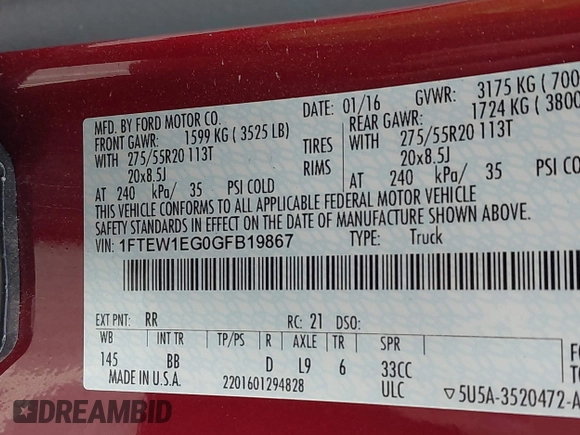 MFD. BY FORD MOTOR CO.
DATE: 01/16 GVWR: 3175 KG ( 700
FRONT GAWR: 1599 KG ( 3525 LB)
REAR GAWR: 1724 KG ( 3800
WITH 275/55R20 113T TIRES WITH 275/55R20 113T
20x8.5J RIMS 20x8.5J
AT 240 kPa/ 35 PSI COLD AT 240 kPa/ 35 PSI COLD
THIS VEHICLE CONFORMS TO ALL APPLICABLE FEDERAL MOTOR VEHICLE
SAFETY STANDARDS IN EFFECT ON THE DATE OF MANUFACTURE SHOWN ABOVE.
VIN: 1FTEW1EG0GFB19867 TYPE: Truck
EXT PNT: RR RC: 21 DSO:
WB INT TR TP/PS R AXLE TR SPR
145 BB D L9 6 33CC
MADE IN U.S.A. 2201601294828 ULC
F
TO
▽5U5A-3520472-A
DREAMBID